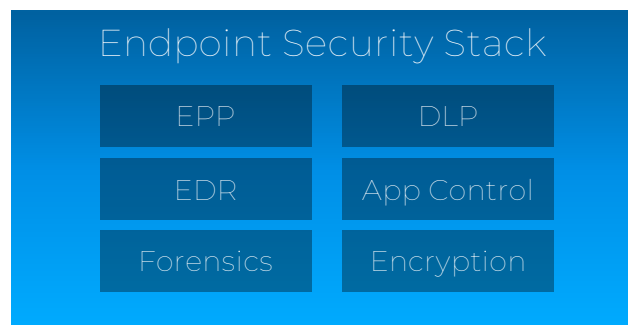 Endpoint Security Stack
EPP
DLP
EDR
App Control
Forensics
Encryption